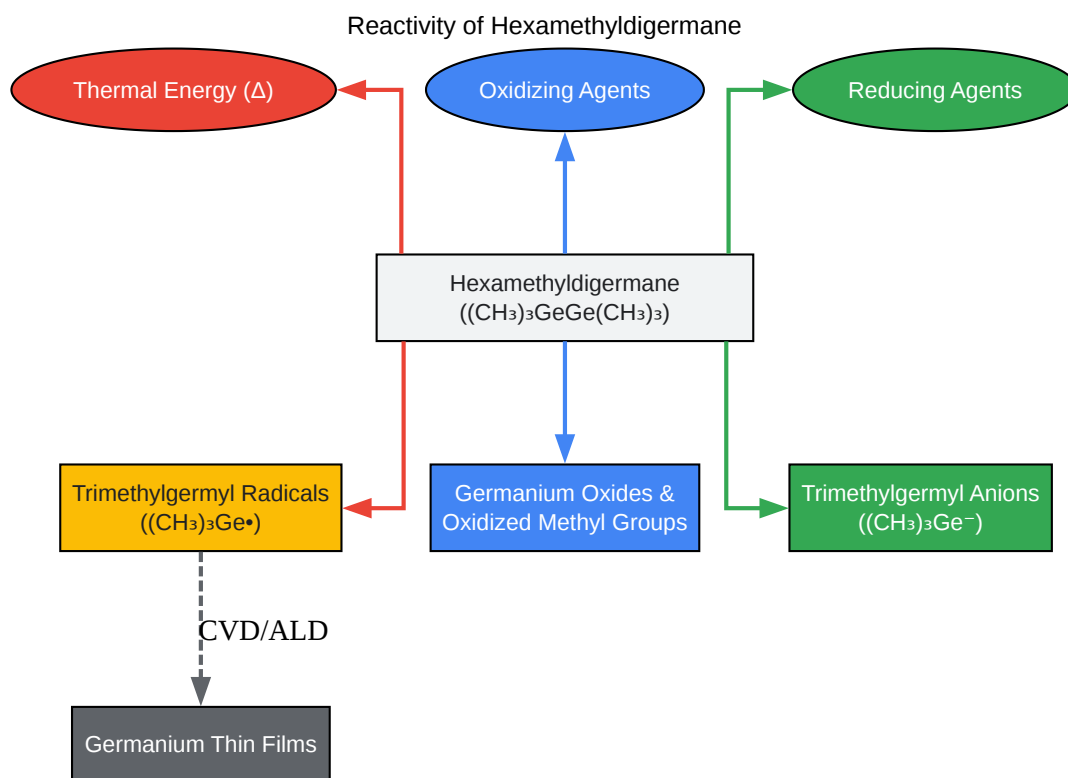 Reactivity of Hexamethyldigermane
Thermal Energy (Δ)
Oxidizing Agents
Reducing Agents
Hexamethyldigermane
((CH₃)₃GeGe(CH₃)₃)
Trimethylgermyl Radicals
((CH₃)₃Ge•)
Germanium Oxides &
Oxidized Methyl Groups
Trimethylgermyl Anions
((CH₃)₃Ge⁻)
CVD/ALD
Germanium Thin Films